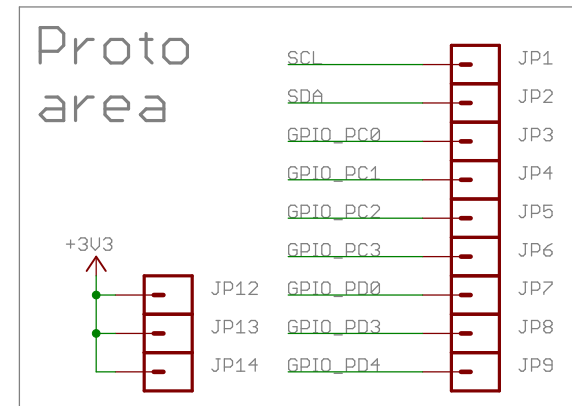 Proto
area
SCL JP1
SDA JP2
GPIO_PC0 JP3
GPIO_PC1 JP4
GPIO_PC2 JP5
+3V3 GPIO_PC3 JP6
JP12 GPIO_PD0 JP7
JP13 GPIO_PD3 JP8
JP14 GPIO_PD4 JP9